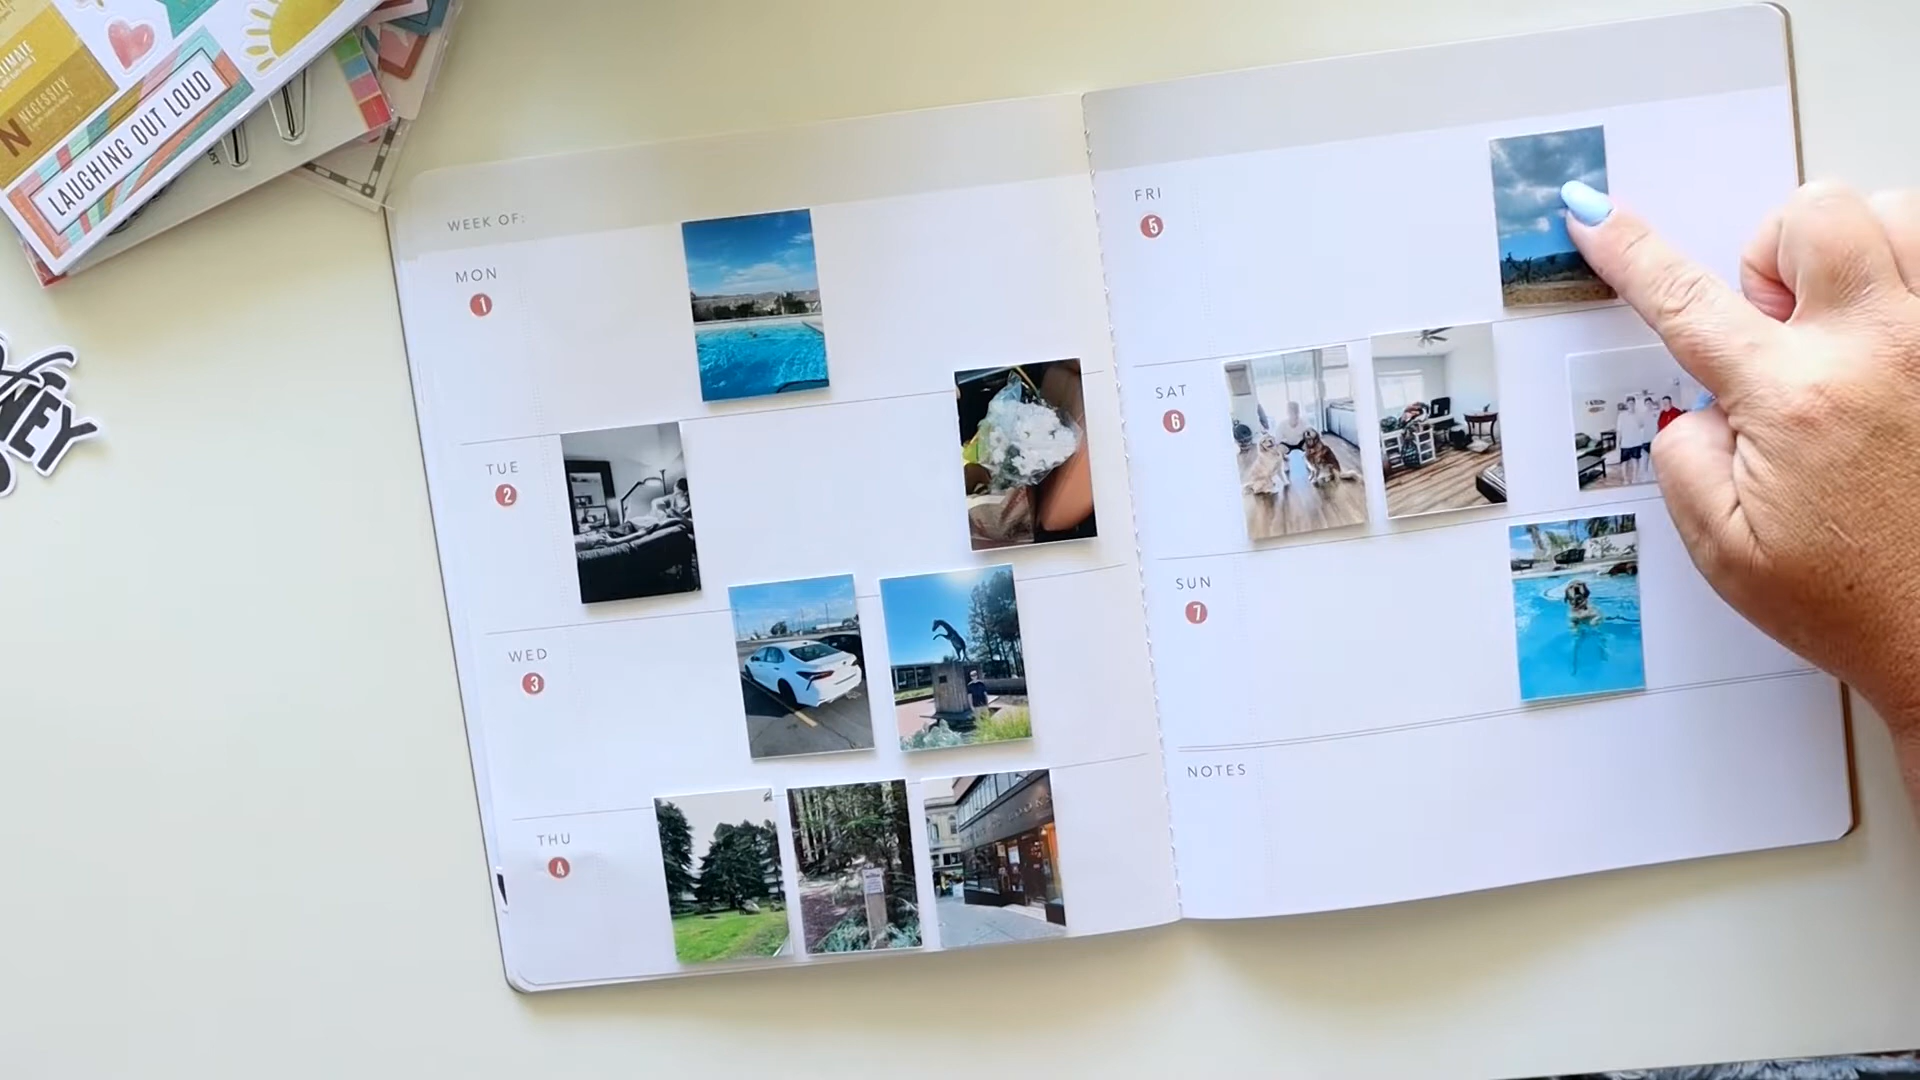 NECESSITY
LAUGHING OUT LOUD
WEEK OF:
MON
1
TUE
2
WED
3
THU
4
FRI
5
SAT
6
SUN
7
NOTES